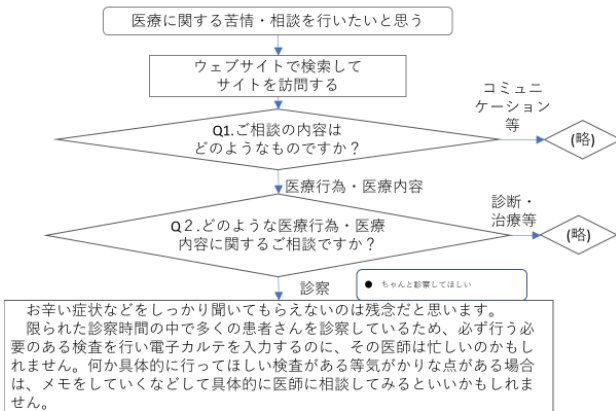 医療に関する苦情・相談を行いたいと思う
ウェブサイトで検索して
サイトを訪問する
コミュニ
ケーション
等
Q1.ご相談の内容は
どのようなものですか？
(略)
医療行為・医療内容
診断・
治療等
Q２.どのような医療行為・医療
内容に関するご相談ですか？
(略)
診察
● ちゃんと診察してほしい
お辛い症状などをしっかり聞いてもらえないのは残念だと思います。
限られた診察時間の中で多くの患者さんを診察しているため、必ず行う必
要のある検査を行い電子カルテを入力するのに、その医師は忙しいのかもし
れません。何か具体的に行ってほしい検査がある等気がかりな点がある場合
は、メモをしていくなどして具体的に医師に相談してみるといいかもしれま
せん。